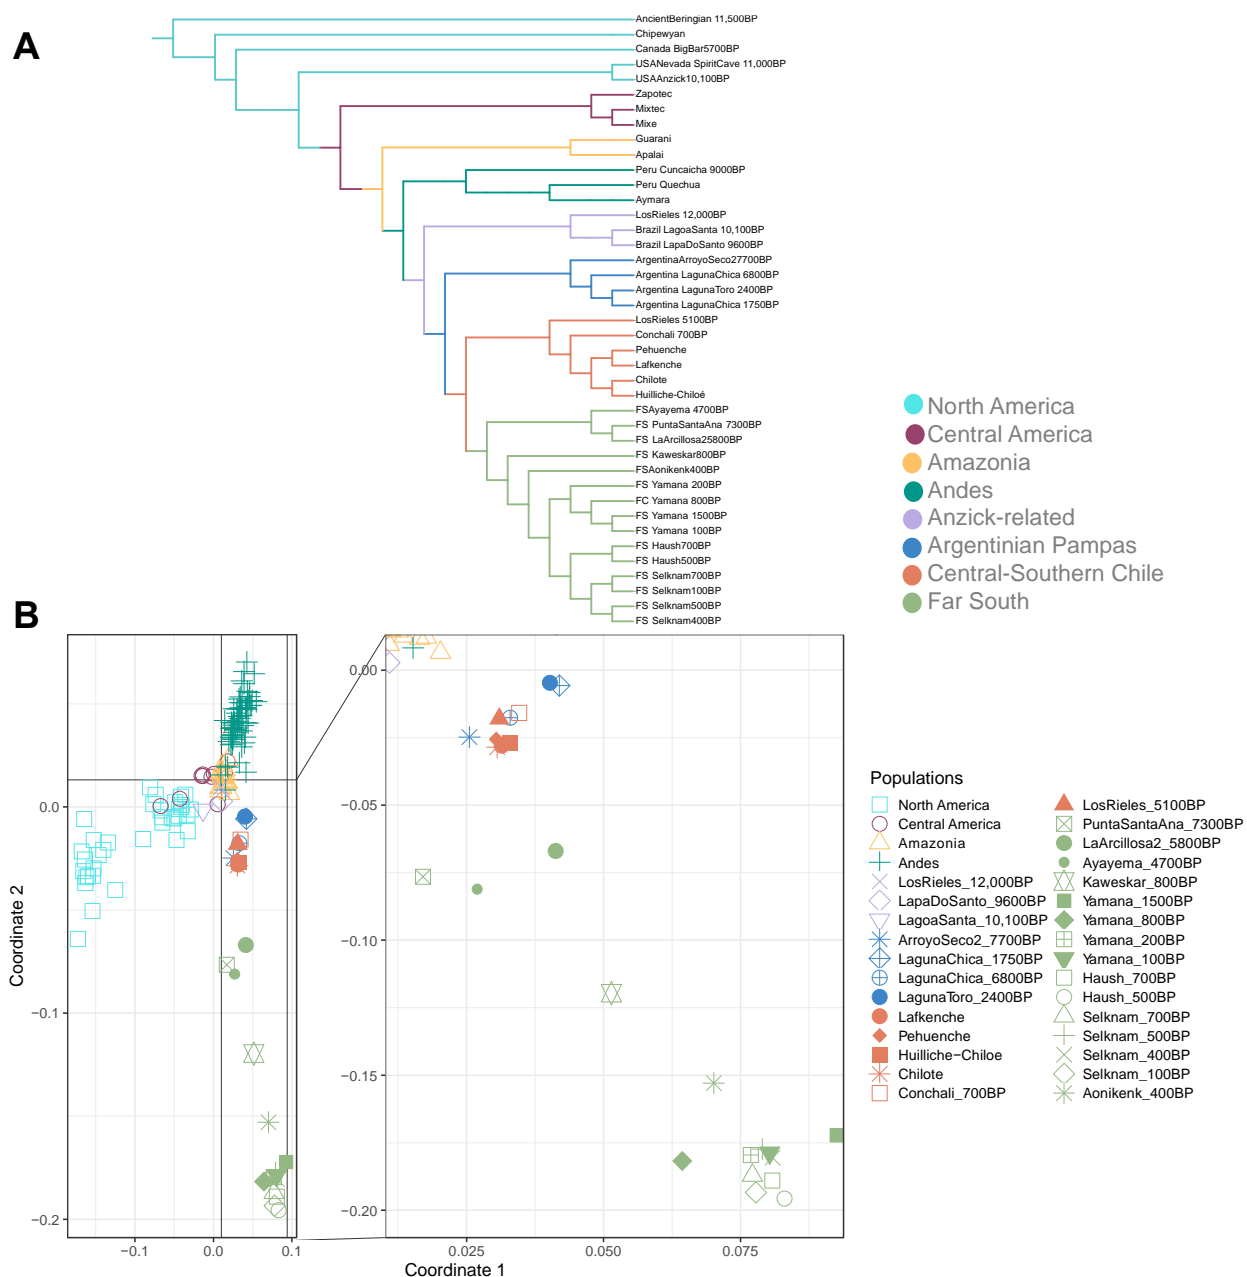 A
AncientBeringian 11,500BP
Chipewyan
Canada BigBar5700BP
USANevada SpiritCave 11,000BP
USAAnzick10,100BP
Zapotec
Mixtec
Mixe
Guarani
Apalai
Peru Cuncaicha 9000BP
Peru Quechua
Aymara
LosRieles 12,000BP
Brazil LagoaSanta 10,100BP
Brazil LapaDoSanto 9600BP
ArgentinaArroyoSeco27700BP
Argentina LagunaChica 6800BP
Argentina LagunaToro 2400BP
Argentina LagunaChica 1750BP
LosRieles 5100BP
Conchali 700BP
Pehuenche
Lafkenche
Chilote
Huilliche-Chiloé
FSAyayema 4700BP
FS PuntaSantaAna 7300BP
FS LaArcillosa25800BP
FS Kaweskar800BP
FSAonikenk400BP
FS Yamana 200BP
FC Yamana 800BP
FS Yamana 1500BP
FS Yamana 100BP
FS Haush700BP
FS Haush500BP
FS Selknam700BP
FS Selknam100BP
FS Selknam500BP
FS Selknam400BP
North America
Central America
Amazonia
Andes
Anzick-related
Argentinian Pampas
Central-Southern Chile
Far South
B
Coordinate 2
0.0
−0.1
−0.2
−0.1
0.0
0.1
0.00
−0.05
−0.10
−0.15
−0.20
0.025
0.050
0.075
Coordinate 1
Populations
North America
Central America
Amazonia
Andes
LosRieles_12,000BP
LapaDoSanto_9600BP
LagoaSanta_10,100BP
ArroyoSeco2_7700BP
LagunaChica_1750BP
LagunaChica_6800BP
LagunaToro_2400BP
Lafkenche
Pehuenche
Huilliche−Chiloe
Chilote
Conchali_700BP
LosRieles_5100BP
PuntaSantaAna_7300BP
LaArcillosa2_5800BP
Ayayema_4700BP
Kaweskar_800BP
Yamana_1500BP
Yamana_800BP
Yamana_200BP
Yamana_100BP
Haush_700BP
Haush_500BP
Selknam_700BP
Selknam_500BP
Selknam_400BP
Selknam_100BP
Aonikenk_400BP